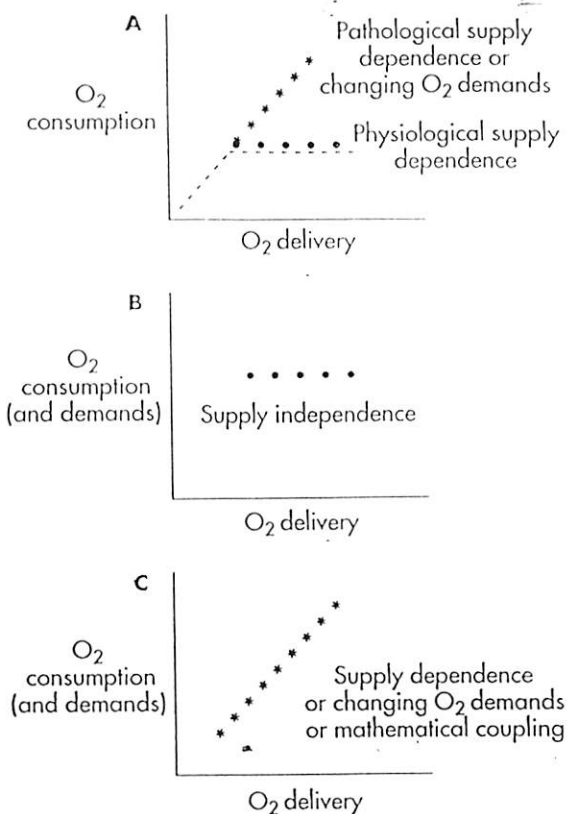 A
Pathological supply
dependence or
changing O₂ demands
O₂
consumption
Physiological supply
dependence
O₂ delivery
B
O₂
consumption
(and demands)
Supply independence
O₂ delivery
C
O₂
consumption
(and demands)
Supply dependence
or changing O₂ demands
or mathematical coupling
O₂ delivery